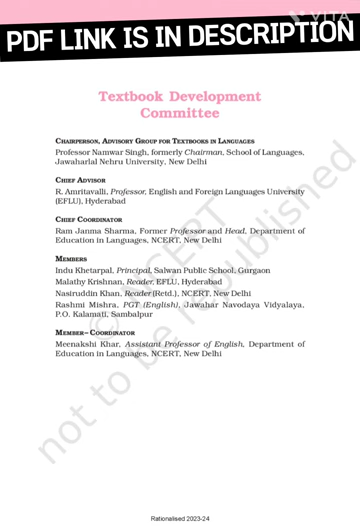 VITA
PDF LINK IS IN DESCRIPTION
Textbook Development
Committee
CHAIRPERSON, ADVISORY GROUP FOR TEXTBOOKS IN LANGUAGES
Professor Namwar Singh, formerly Chairman, School of Languages,
Jawaharlal Nehru University, New Delhi
CHIEF ADVISOR
R. Amritavalli, Professor, English and Foreign Languages University
(EFLU), Hyderabad
CHIEF COORDINATOR
Ram Janma Sharma, Former Professor and Head, Department of
Education in Languages, NCERT, New Delhi
MEMBERS
Indu Khetarpal, Principal, Salwan Public School, Gurgaon
Malathy Krishnan, Reader, EFLU, Hyderabad
Nasiruddin Khan, Reader (Retd.), NCERT, New Delhi
Rashmi Mishra, PGT (English), Jawahar Navodaya Vidyalaya,
P.O. Kalamati, Sambalpur
MEMBER – COORDINATOR
Meenakshi Khar, Assistant Professor of English, Department of
Education in Languages, NCERT, New Delhi
© NCERT
not to be republished
Rationalised 2023-24